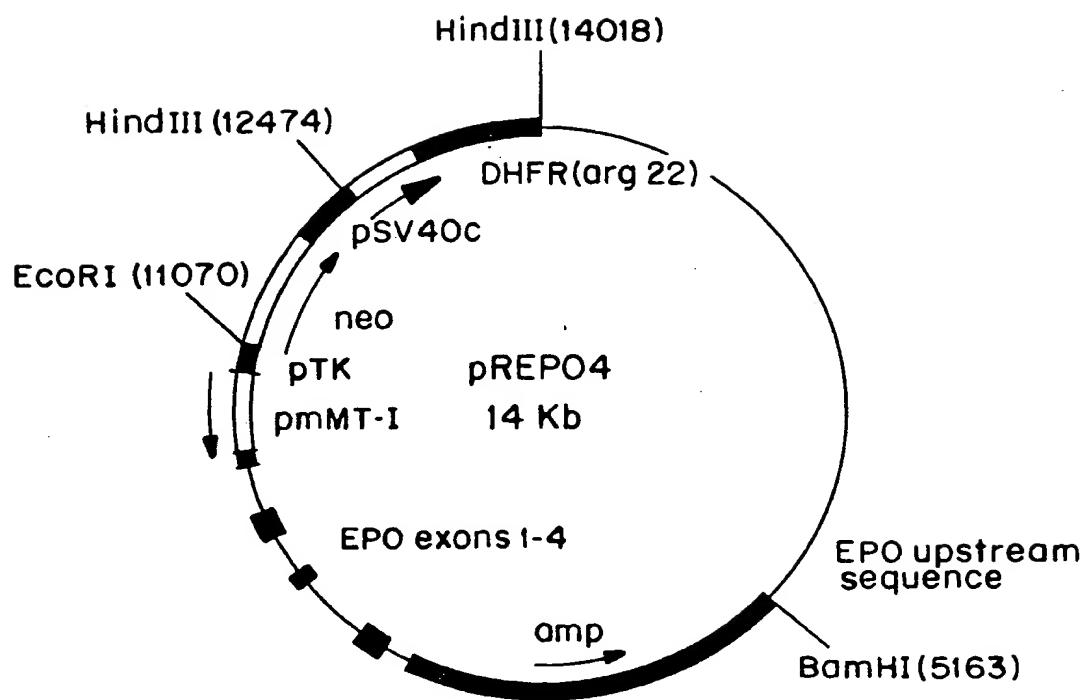 HindIII(14018)
HindIII(12474)
DHFR(arg 22)
pSV40c
EcoRI (11070)
neo
pTK
pREPO4
pmMT-I
14 Kb
EPO exons 1-4
EPO upstream
sequence
amp
BamHI(5163)